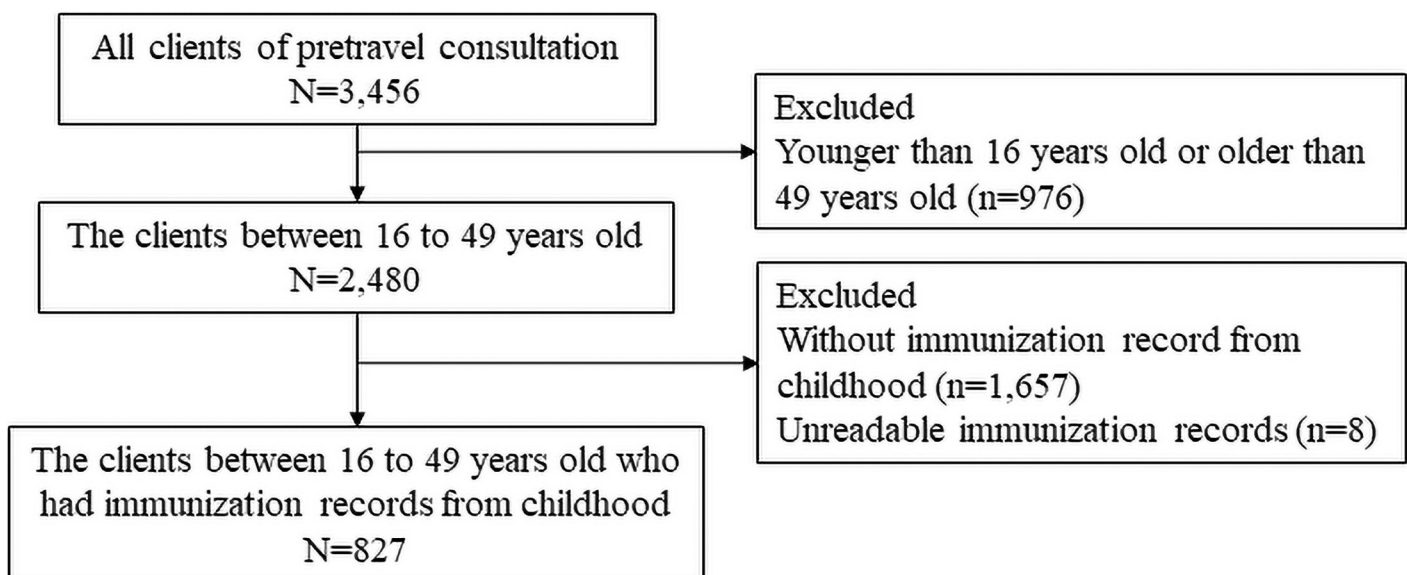 All clients of pretravel consultation
N=3,456
Excluded
Younger than 16 years old or older than
49 years old (n=976)
The clients between 16 to 49 years old
N=2,480
Excluded
Without immunization record from
childhood (n=1,657)
Unreadable immunization records (n=8)
The clients between 16 to 49 years old who
had immunization records from childhood
N=827